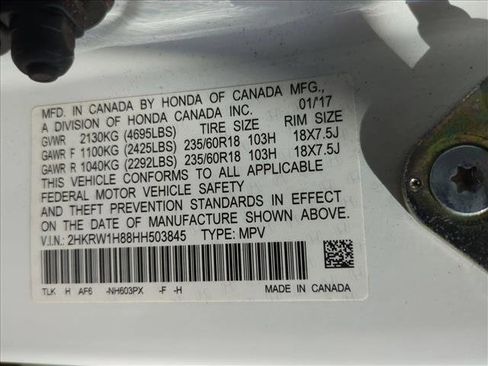 MFD. IN CANADA BY HONDA OF CANADA MFG.,
A DIVISION OF HONDA CANADA INC. 01/17
GVWR 2130KG (4695LBS) TIRE SIZE RIM SIZE
GAWR F 1100KG (2425LBS) 235/60R18 103H 18X7.5J
GAWR R 1040KG (2292LBS) 235/60R18 103H 18X7.5J
THIS VEHICLE CONFORMS TO ALL APPLICABLE
FEDERAL MOTOR VEHICLE SAFETY
AND THEFT PREVENTION STANDARDS IN EFFECT
ON THE DATE OF MANUFACTURE SHOWN ABOVE.
V.I.N.: 2HKRW1H88HH503845 TYPE: MPV
TLK H AF6 -NH603PX -F -H
MADE IN CANADA